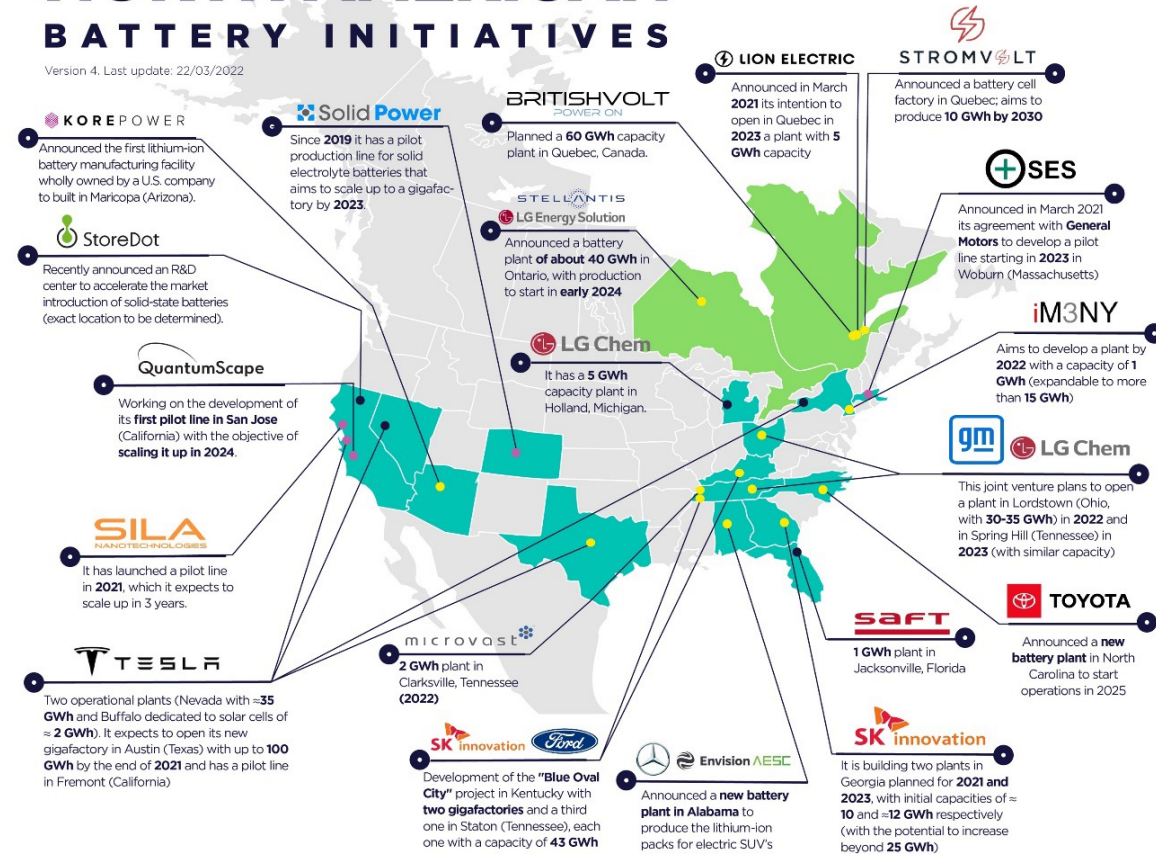 BATTERY INITIATIVES
Version 4. Last update: 22/03/2022
KOREPOWER
Announced the first lithium-ion
battery manufacturing facility
wholly owned by a U.S. company
to built in Maricopa (Arizona).
Solid Power
Since 2019 it has a pilot
production line for solid
electrolyte batteries that
aims to scale up to a gigafac-
tory by 2023.
BRITISHVOLT
POWER ON
Planned a 60 GWh capacity
plant in Quebec, Canada.
LION ELECTRIC
Announced in March
2021 its intention to
open in Quebec in
2023 a plant with 5
GWh capacity
STROMVOLT
Announced a battery cell
factory in Quebec; aims to
produce 10 GWh by 2030
StoreDot
Recently announced an R&D
center to accelerate the market
introduction of solid-state batteries
(exact location to be determined).
STELLANTIS
LG Energy Solution
Announced a battery
plant of about 40 GWh in
Ontario, with production
to start in early 2024
SES
Announced in March 2021
its agreement with General
Motors to develop a pilot
line starting in 2023 in
Woburn (Massachusetts)
QuantumScape
Working on the development of
its first pilot line in San Jose
(California) with the objective of
scaling it up in 2024.
LG Chem
It has a 5 GWh
capacity plant in
Holland, Michigan.
iM3NY
Aims to develop a plant by
2022 with a capacity of 1
GWh (expandable to more
than 15 GWh)
gm
LG Chem
This joint venture plans to open
a plant in Lordstown (Ohio,
with 30-35 GWh) in 2022 and
in Spring Hill (Tennessee) in
2023 (with similar capacity)
SILA
NANOTECHNOLOGIES
It has launched a pilot line
in 2021, which it expects to
scale up in 3 years.
TOYOTA
Announced a new
battery plant in North
Carolina to start
operations in 2025
TESLA
Two operational plants (Nevada with ≈35
GWh and Buffalo dedicated to solar cells of
≈ 2 GWh). It expects to open its new
gigafactory in Austin (Texas) with up to 100
GWh by the end of 2021 and has a pilot line
in Fremont (California)
microvast
2 GWh plant in
Clarksville, Tennessee
(2022)
saft
1 GWh plant in
Jacksonville, Florida
SK innovation
Ford
Development of the "Blue Oval
City" project in Kentucky with
two gigafactories and a third
one in Staton (Tennessee), each
one with a capacity of 43 GWh
Envision AESC
Announced a new battery
plant in Alabama to
produce the lithium-ion
packs for electric SUV's
SK innovation
It is building two plants in
Georgia planned for 2021 and
2023, with initial capacities of ≈
10 and ≈12 GWh respectively
(with the potential to increase
beyond 25 GWh)